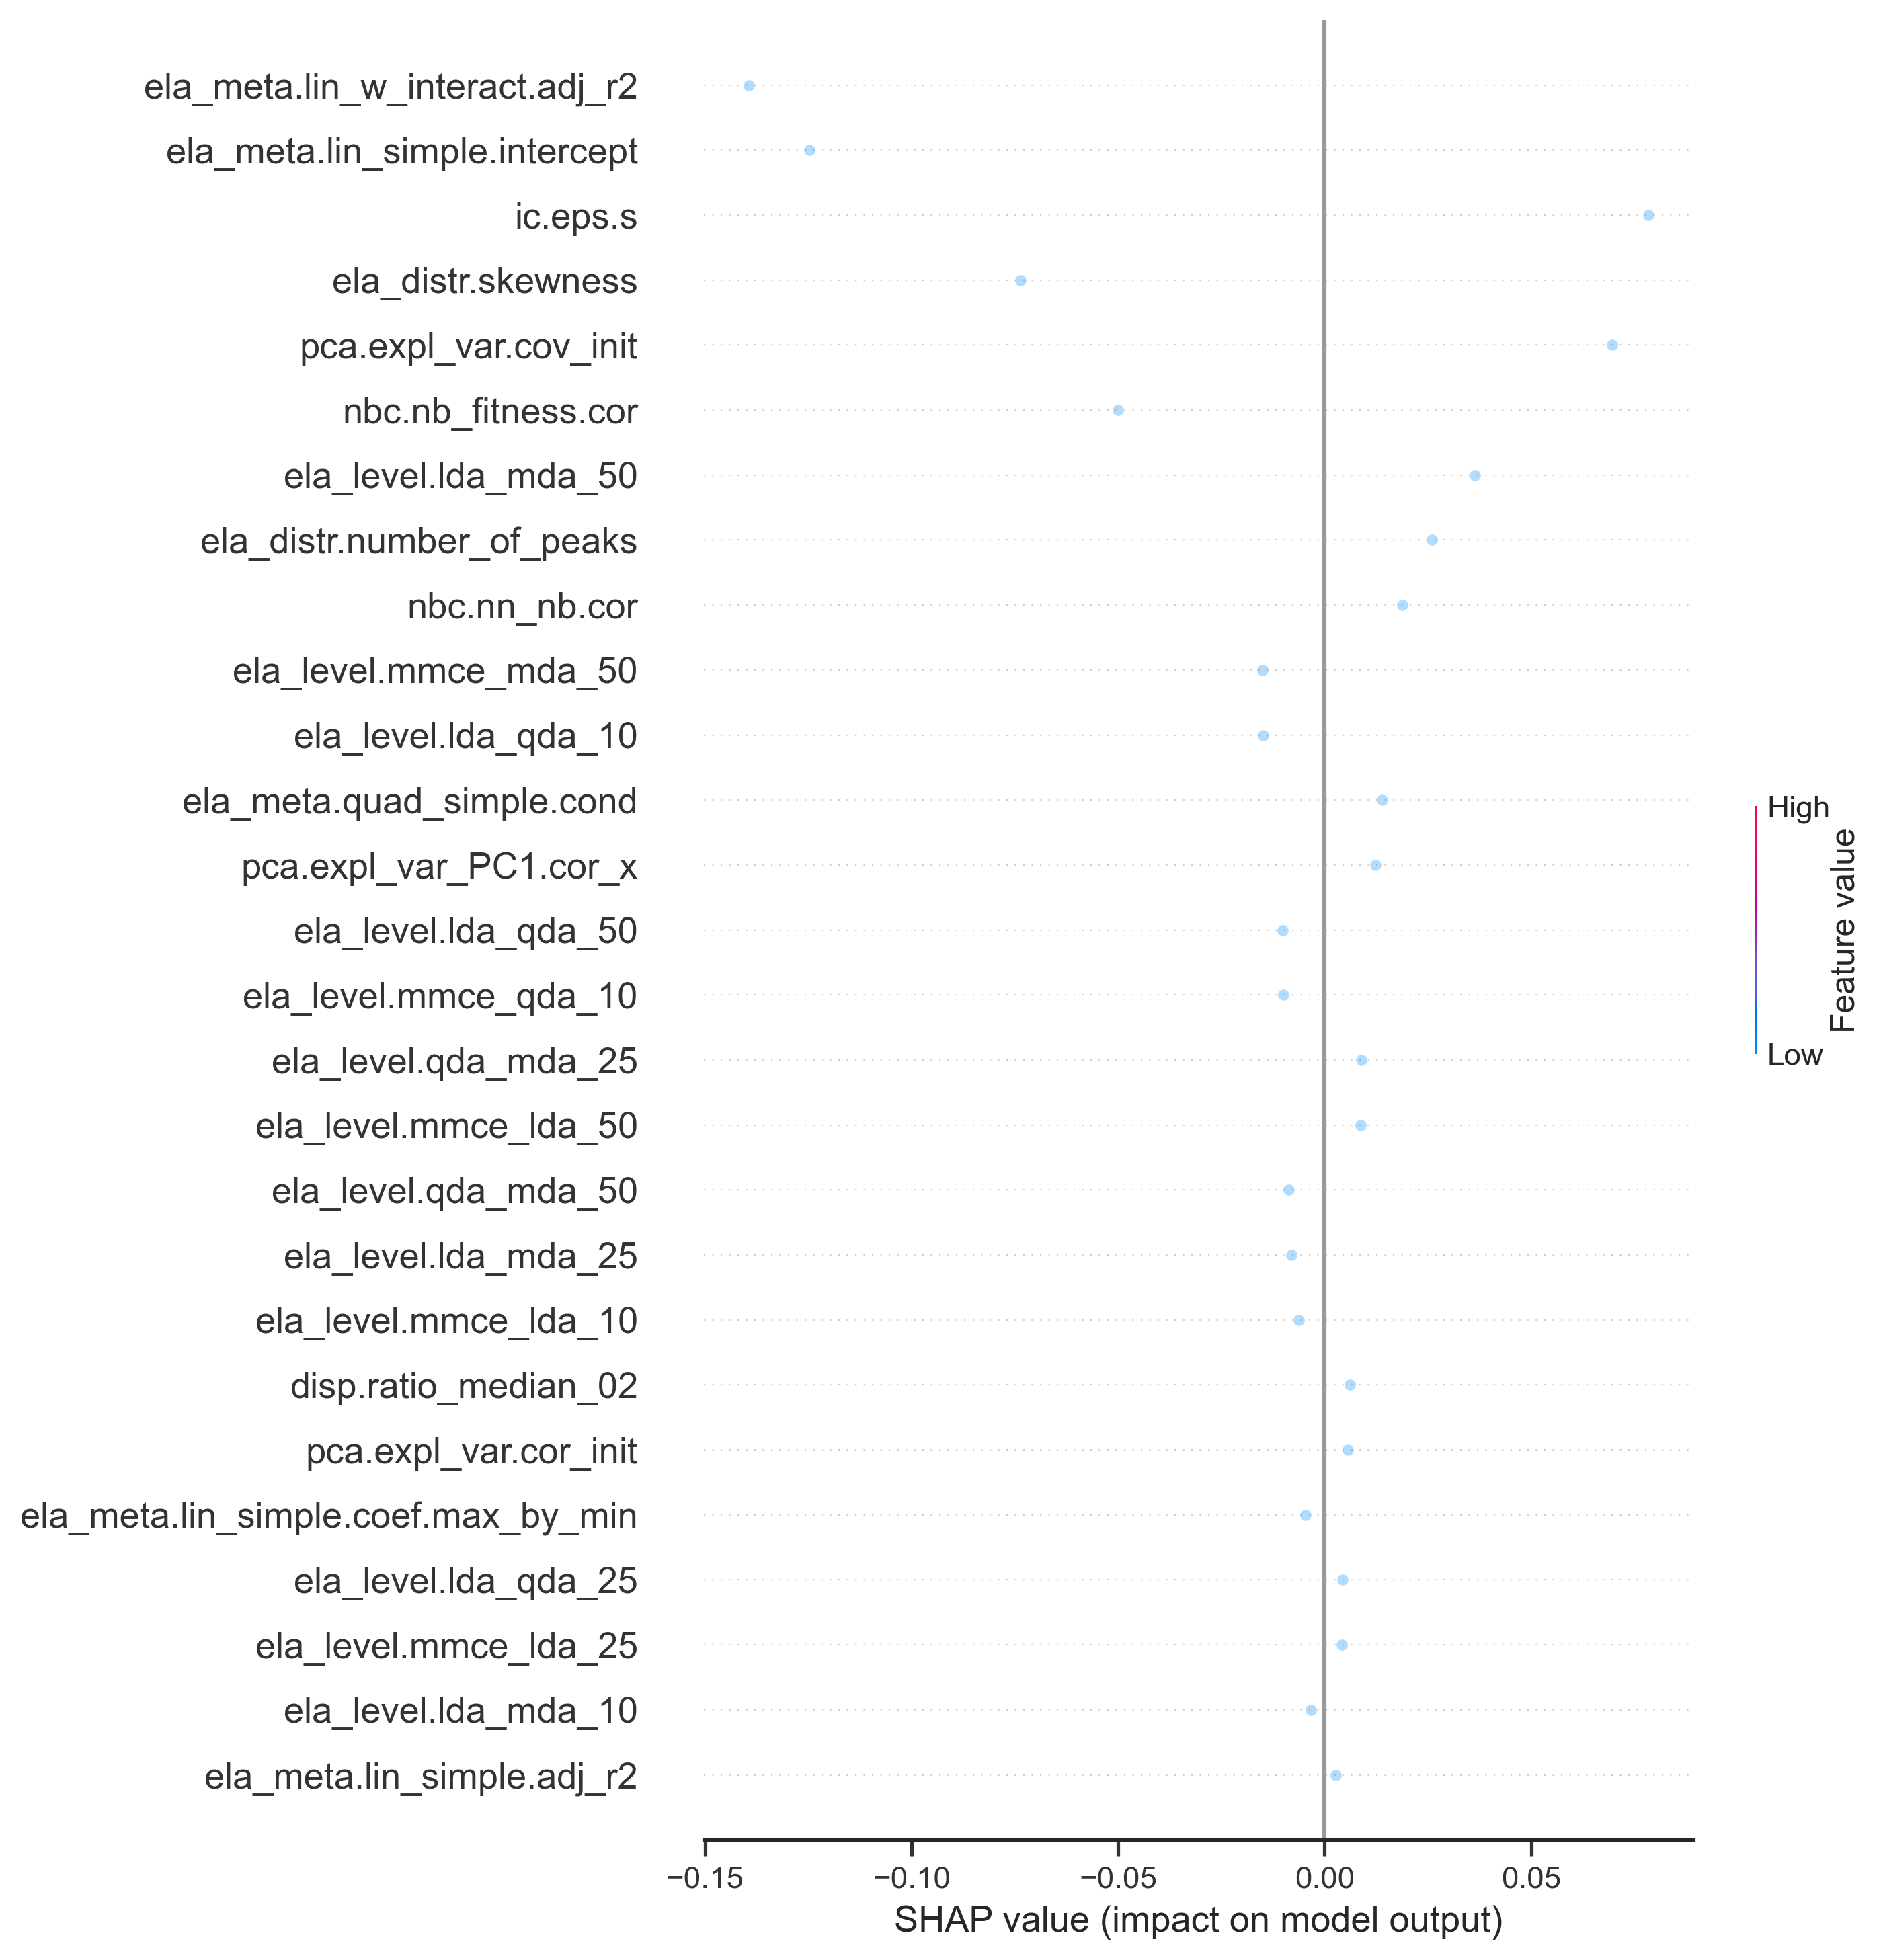 ela_meta.lin_w_interact.adj_r2
ela_meta.lin_simple.intercept
ic.eps.s
ela_distr.skewness
pca.expl_var.cov_init
nbc.nb_fitness.cor
ela_level.lda_mda_50
ela_distr.number_of_peaks
nbc.nn_nb.cor
ela_level.mmce_mda_50
ela_level.lda_qda_10
ela_meta.quad_simple.cond
pca.expl_var_PC1.cor_x
ela_level.lda_qda_50
ela_level.mmce_qda_10
ela_level.qda_mda_25
ela_level.mmce_lda_50
ela_level.qda_mda_50
ela_level.lda_mda_25
ela_level.mmce_lda_10
disp.ratio_median_02
pca.expl_var.cor_init
ela_meta.lin_simple.coef.max_by_min
ela_level.lda_qda_25
ela_level.mmce_lda_25
ela_level.lda_mda_10
ela_meta.lin_simple.adj_r2
−0.15 −0.10 −0.05 0.00 0.05
SHAP value (impact on model output)
High
Feature value
Low